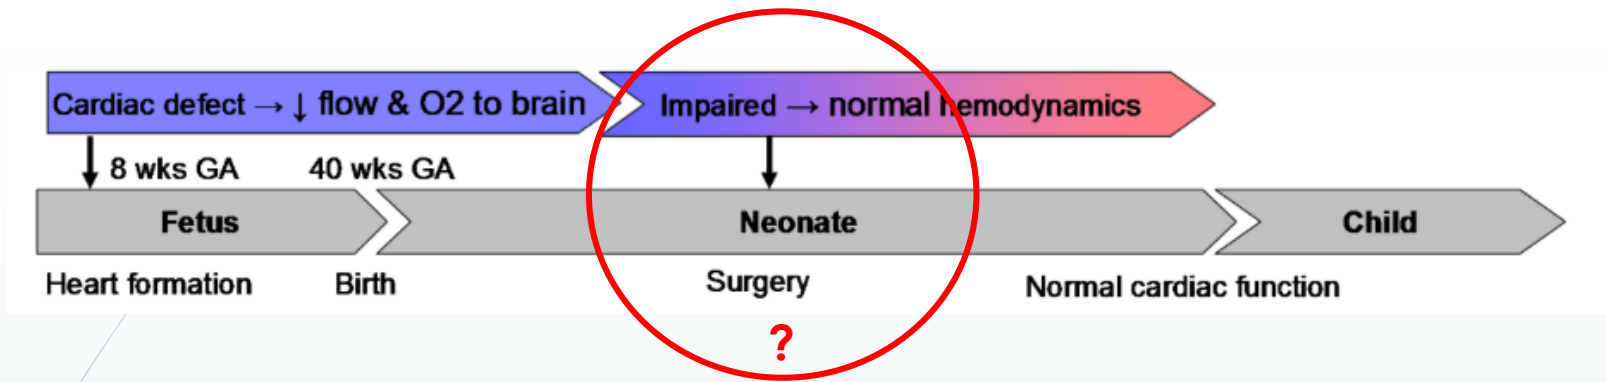 Cardiac defect → ↓ flow & O2 to brain
Impaired → normal hemodynamics
8 wks GA
40 wks GA
Fetus
Neonate
Child
Heart formation
Birth
Surgery
Normal cardiac function
?